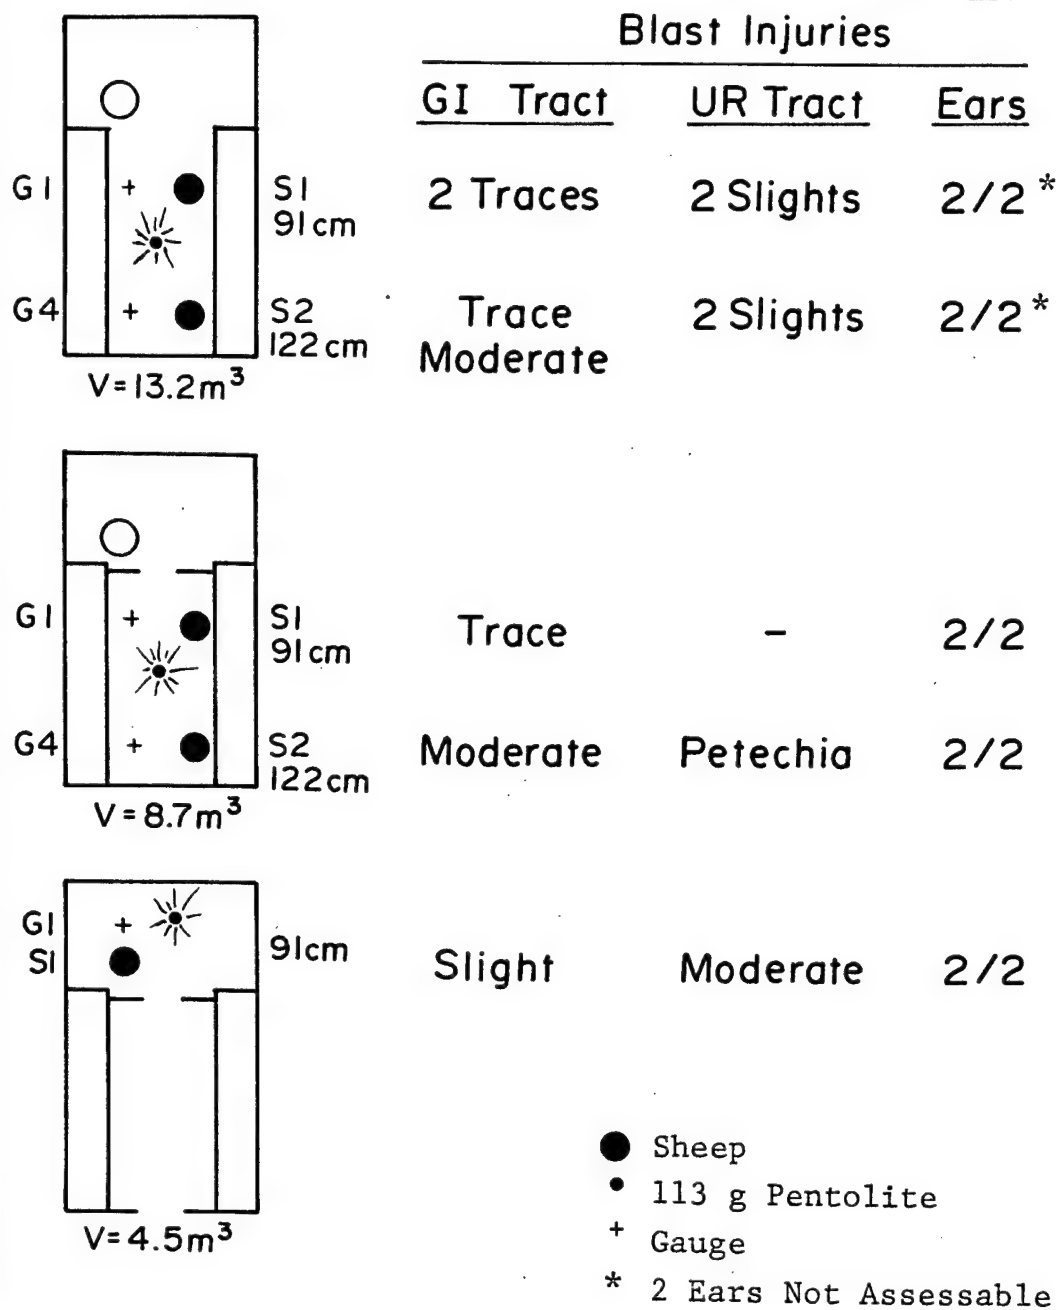 Blast Injuries
GI Tract UR Tract Ears
G1 + S1 2 Traces 2 Slights 2/2*
91cm
G4 + S2 Trace 2 Slights 2/2*
122cm Moderate
V=13.2m³
G1 + S1 Trace – 2/2
91cm
G4 + S2 Moderate Petechia 2/2
122cm
V=8.7m³
G1 +
S1 91cm Slight Moderate 2/2
Sheep
113 g Pentolite
+ Gauge
* 2 Ears Not Assessable
V=4.5m³